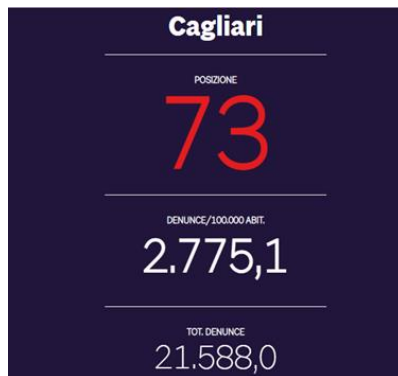 Cagliari
POSIZIONE
73
DENUNCE/100.000 ABIT.
2.775,1
TOT. DENUNCE
21.588,0